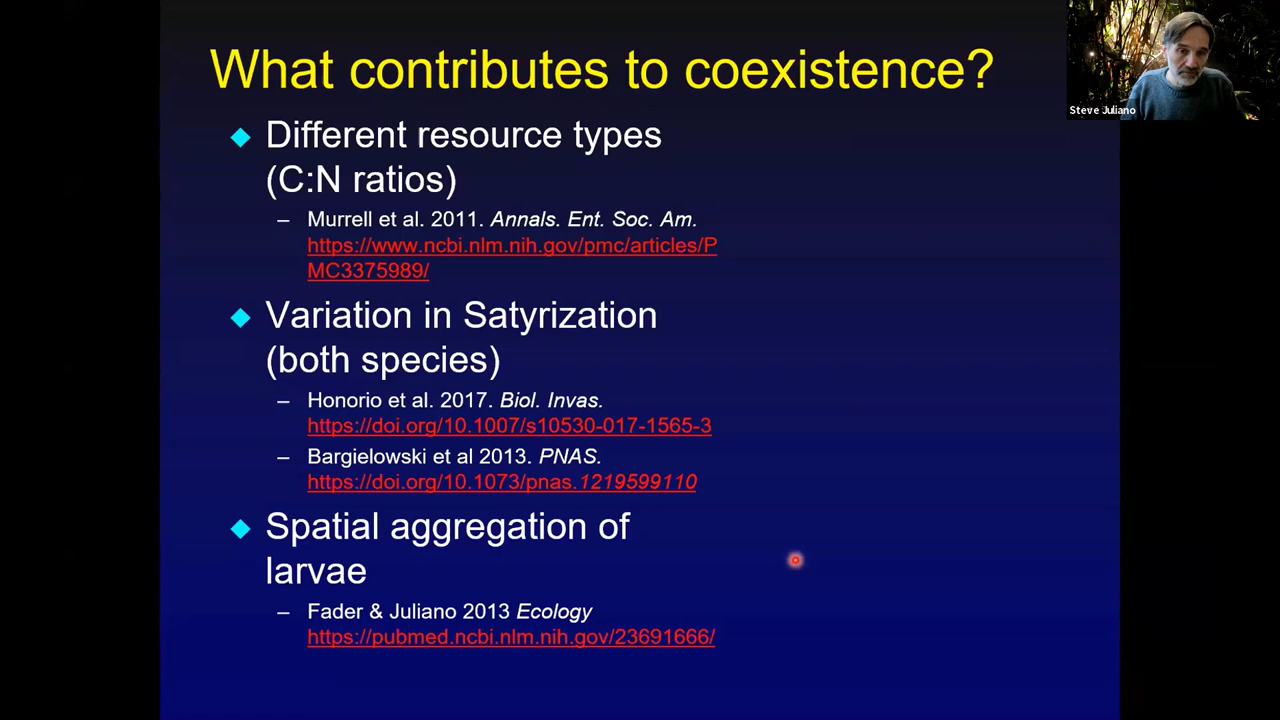 What contributes to coexistence?
Steve Juliano
Different resource types
(C:N ratios)
– Murrell et al. 2011. Annals. Ent. Soc. Am.
https://www.ncbi.nlm.nih.gov/pmc/articles/P
MC3375989/
Variation in Satyrization
(both species)
– Honorio et al. 2017. Biol. Invas.
https://doi.org/10.1007/s10530-017-1565-3
– Bargielowski et al 2013. PNAS.
https://doi.org/10.1073/pnas.1219599110
Spatial aggregation of
larvae
– Fader & Juliano 2013 Ecology
https://pubmed.ncbi.nlm.nih.gov/23691666/